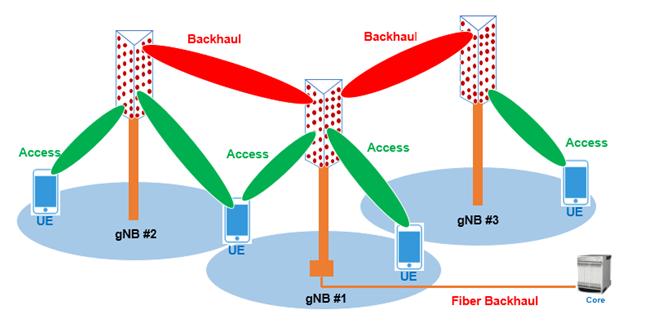 Backhaul
Backhaul
Access
Access
Access
Access
UE
gNB #2
UE
UE
gNB #3
UE
gNB #1
Fiber Backhaul
Core